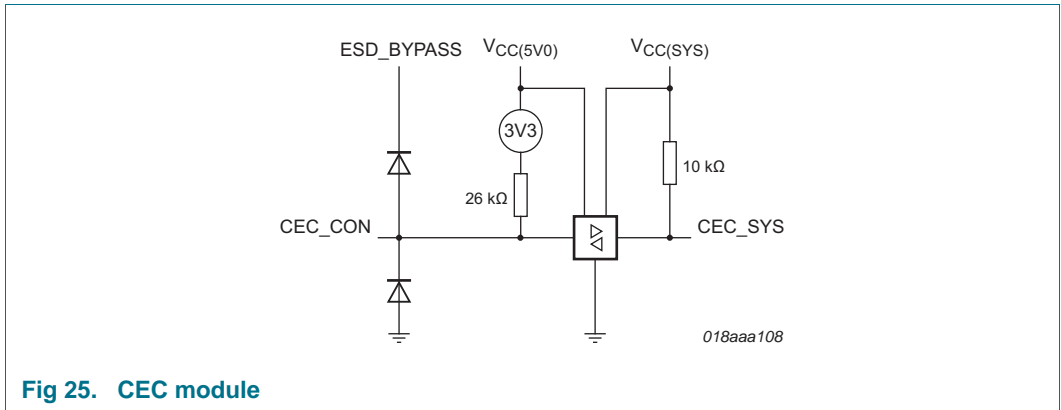 ESD_BYPASS
VCC(5V0)
VCC(SYS)
3V3
10 kΩ
26 kΩ
CEC_CON
CEC_SYS
018aaa108
Fig 25. CEC module